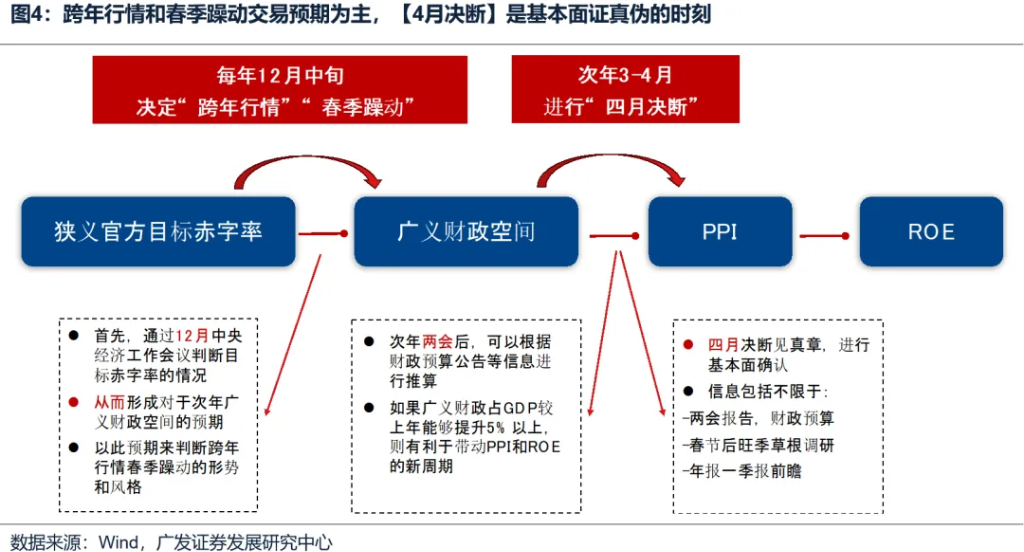 图4：跨年行情和春季躁动交易预期为主，【4月决断】是基本面证真伪的时刻
每年12月中旬
决定“跨年行情”“春季躁动”
次年3-4月
进行“四月决断”
狭义官方目标赤字率
广义财政空间
PPI
ROE
● 首先，通过12月中央
经济工作会议判断目
标赤字率的情况
● 从而形成对于次年广
义财政空间的预期
● 以此预期来判断跨年
行情春季躁动的形势
和风格
● 次年两会后，可以根据
财政预算公告等信息进
行推算
● 如果广义财政占GDP较
上年能够提升5% 以上，
则有利于带动PPI和ROE
的新周期
● 四月决断见真章，进行
基本面确认
● 信息包括不限于：
-两会报告，财政预算
-春节后旺季草根调研
-年报一季报前瞻
数据来源：Wind，广发证券发展研究中心